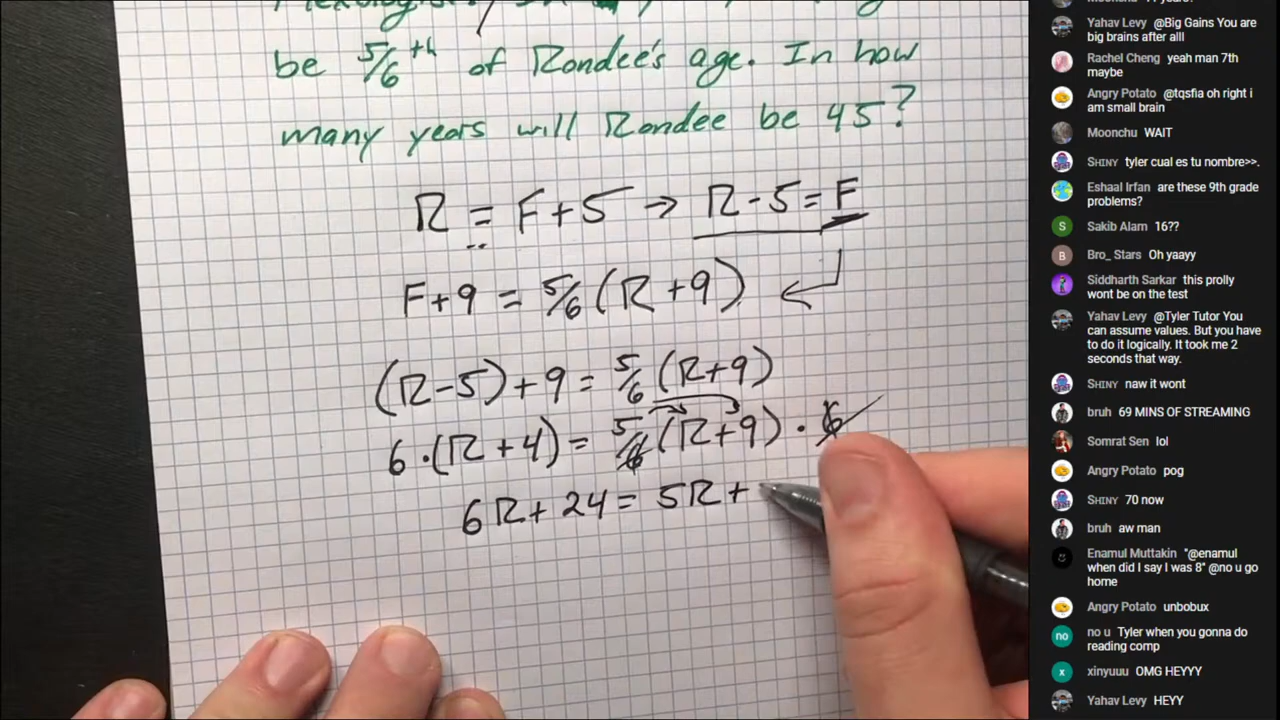 be 5/6th of Rondee's age. In how
many years will Rondee be 45?
R = F+5 → R-5=F
F+9 = 5/6 (R+9)
(R-5)+9 = 5/6 (R+9)
6·(R+4) = 5/6 (R+9)·6
6R+24 = 5R+
Yahav Levy @Big Gains You are
big brains after alll
Rachel Cheng yeah man 7th
maybe
Angry Potato @tqsfia oh right i
am small brain
Moonchu WAIT
SHINY tyler cual es tu nombre>>.
Eshaal Irfan are these 9th grade
problems?
S Sakib Alam 16??
B Bro_ Stars Oh yaayy
Siddharth Sarkar this prolly
wont be on the test
Yahav Levy @Tyler Tutor You
can assume values. But you have
to do it logically. It took me 2
seconds that way.
SHINY naw it wont
bruh 69 MINS OF STREAMING
Somrat Sen lol
Angry Potato pog
SHINY 70 now
bruh aw man
Enamul Muttakin "@enamul
when did I say I was 8" @no u go
home
Angry Potato unbobux
no no u Tyler when you gonna do
reading comp
x xinyuuu OMG HEYYY
Yahav Levy HEYY